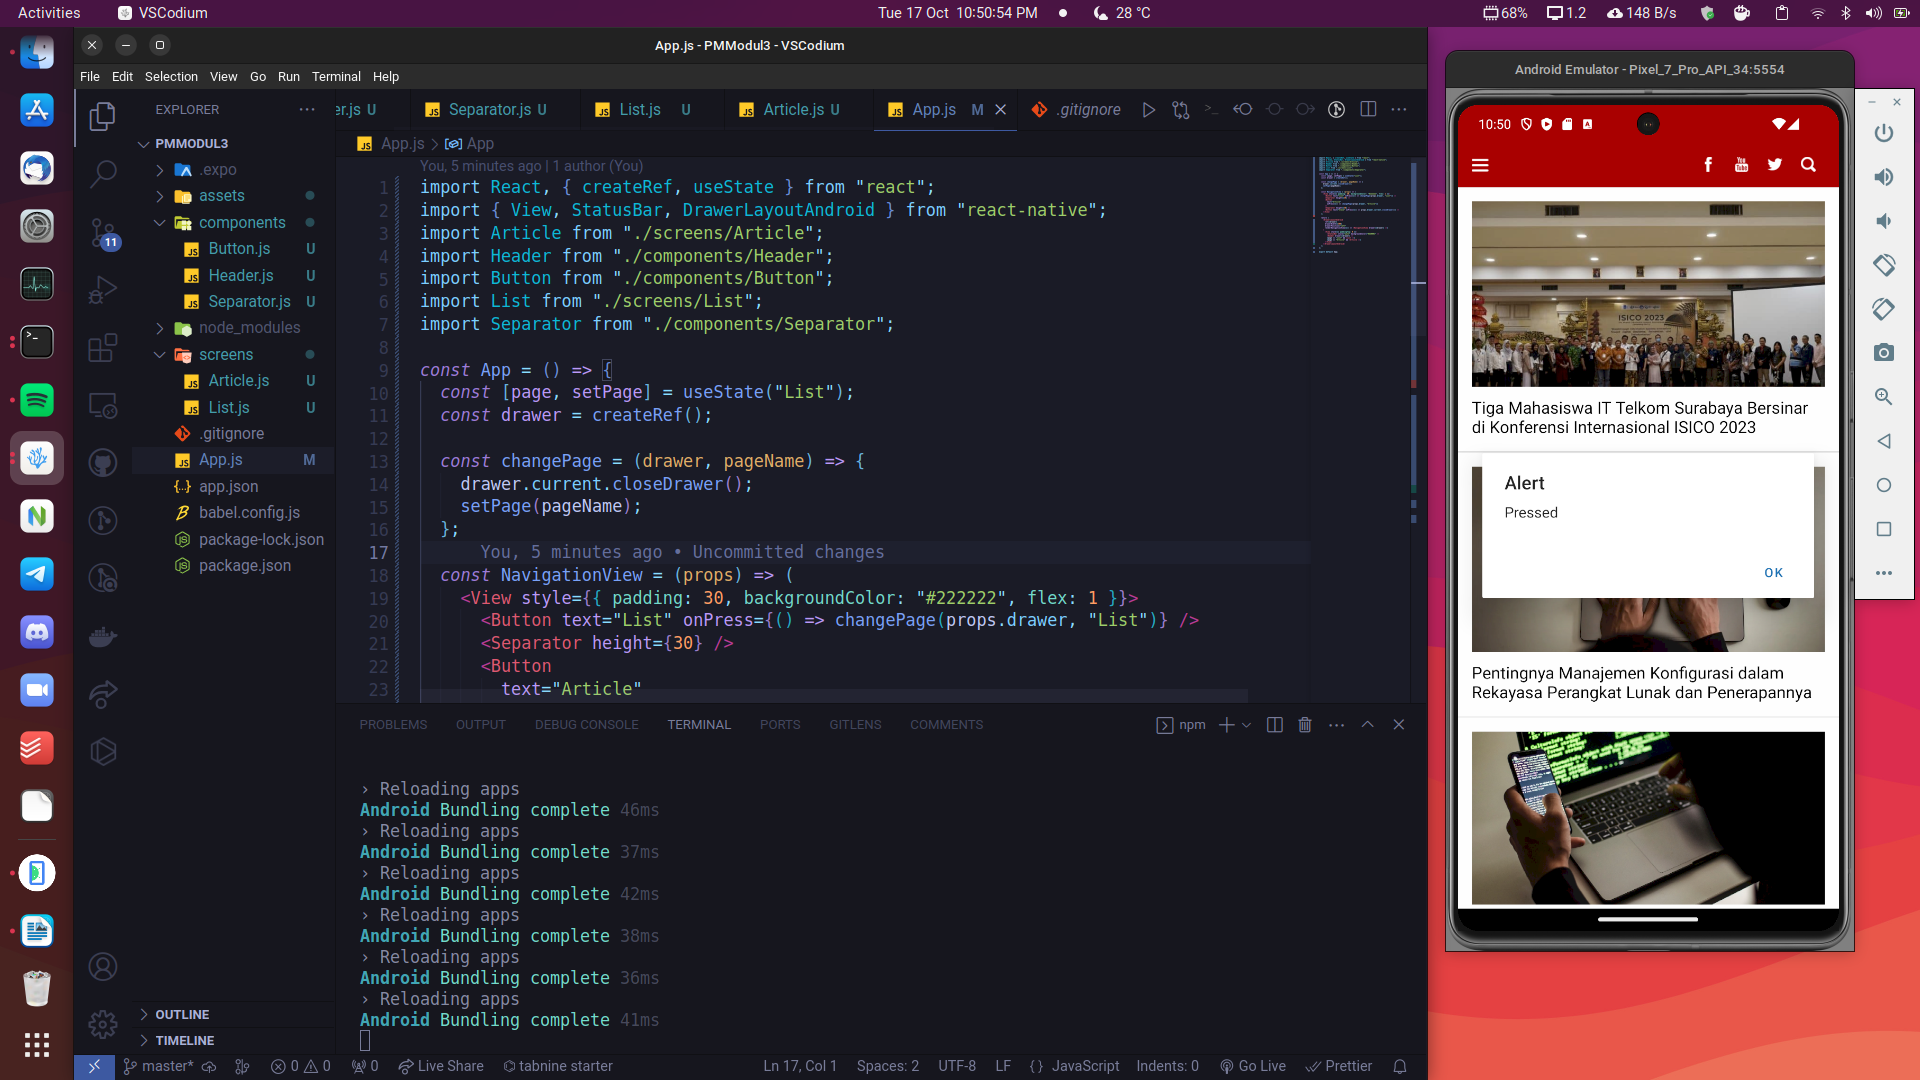 Activities VSCodium Tue 17 Oct 10:50:54 PM 28 °C 68% 1.2 148 B/s
App.js - PMModul3 - VSCodium
File Edit Selection View Go Run Terminal Help
EXPLORER
PMMODUL3
.expo
assets
components
Button.js U
Header.js U
Separator.js U
node_modules
screens
Article.js U
List.js U
.gitignore
App.js M
app.json
babel.config.js
package-lock.json
package.json
OUTLINE
TIMELINE
11
er.js U Separator.js U List.js U Article.js U App.js M .gitignore
App.js > App
You, 5 minutes ago | 1 author (You)
1 import React, { createRef, useState } from "react";
2 import { View, StatusBar, DrawerLayoutAndroid } from "react-native";
3 import Article from "./screens/Article";
4 import Header from "./components/Header";
5 import Button from "./components/Button";
6 import List from "./screens/List";
7 import Separator from "./components/Separator";
8
9 const App = () => {
10 const [page, setPage] = useState("List");
11 const drawer = createRef();
12
13 const changePage = (drawer, pageName) => {
14 drawer.current.closeDrawer();
15 setPage(pageName);
16 };
17 You, 5 minutes ago • Uncommitted changes
18 const NavigationView = (props) => (
19 <View style={{ padding: 30, backgroundColor: "#222222", flex: 1 }}>
20 <Button text="List" onPress={() => changePage(props.drawer, "List")} />
21 <Separator height={30} />
22 <Button
23 text="Article"
PROBLEMS OUTPUT DEBUG CONSOLE TERMINAL PORTS GITLENS COMMENTS npm
› Reloading apps
Android Bundling complete 46ms
› Reloading apps
Android Bundling complete 37ms
› Reloading apps
Android Bundling complete 42ms
› Reloading apps
Android Bundling complete 38ms
› Reloading apps
Android Bundling complete 36ms
› Reloading apps
Android Bundling complete 41ms
master* 0 0 0 Live Share tabnine starter Ln 17, Col 1 Spaces: 2 UTF-8 LF {} JavaScript Indents: 0 Go Live Prettier
Android Emulator - Pixel_7_Pro_API_34:5554
10:50
ISICO 2023
Tiga Mahasiswa IT Telkom Surabaya Bersinar
di Konferensi Internasional ISICO 2023
Alert
Pressed
OK
Pentingnya Manajemen Konfigurasi dalam
Rekayasa Perangkat Lunak dan Penerapannya